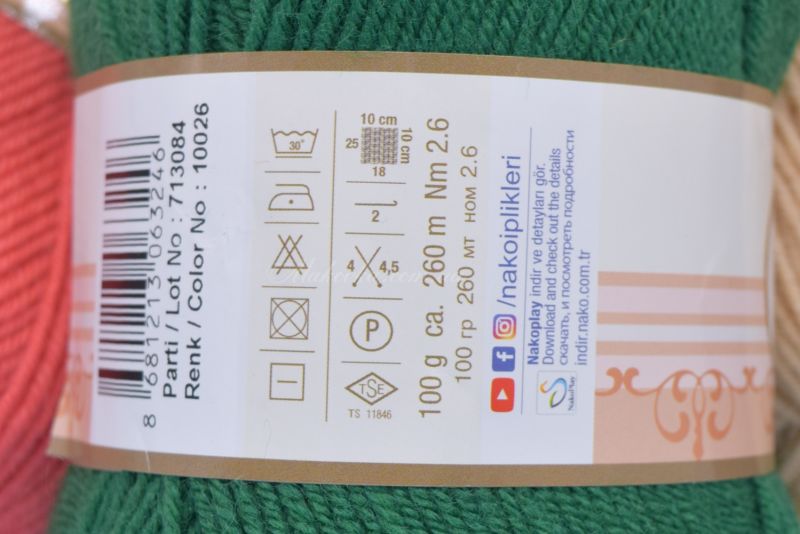 8 681213 063246
Parti / Lot No : 713084
Renk / Color No : 10026
30°
10 cm
25
10 cm
18
2
4
4,5
P
TSE
TS 11846
100 g ca. 260 m Nm 2.6
100 гр 260 мт ном 2.6
/nakoiplikleri
Nakoplay indir ve detayları gör.
Download and check out the details
скачать, и посмотреть подробности
indir.nako.com.tr
NakoPlay